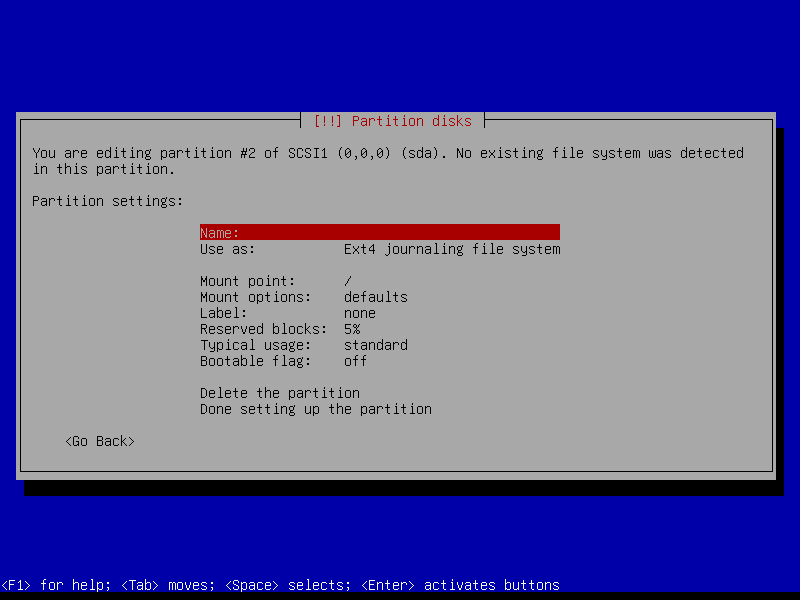 [!!] Partition disks
You are editing partition #2 of SCSI1 (0,0,0) (sda). No existing file system was detected
in this partition.
Partition settings:
Name:
Use as: Ext4 journaling file system
Mount point: /
Mount options: defaults
Label: none
Reserved blocks: 5%
Typical usage: standard
Bootable flag: off
Delete the partition
Done setting up the partition
<Go Back>
<F1> for help; <Tab> moves; <Space> selects; <Enter> activates buttons